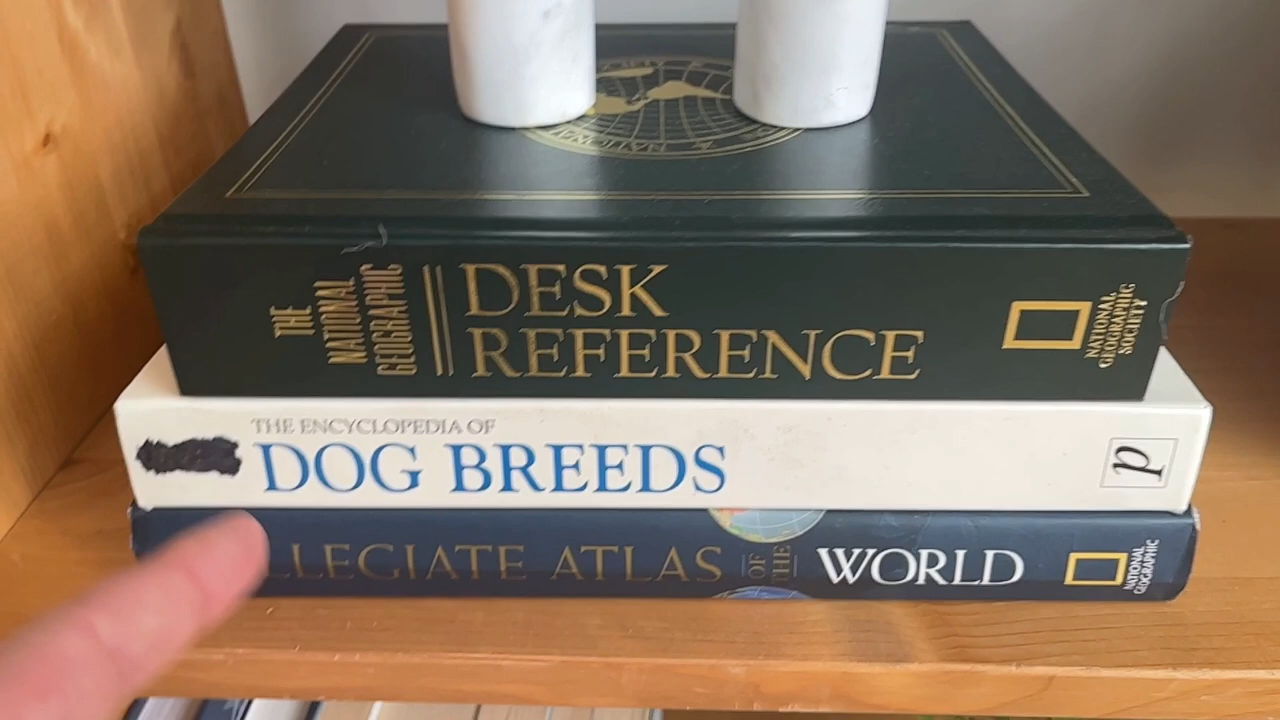 THE
NATIONAL
GEOGRAPHIC
DESK
REFERENCE
NATIONAL
GEOGRAPHIC
SOCIETY
THE ENCYCLOPEDIA OF
DOG BREEDS
p
LLEGIATE ATLAS OF THE WORLD
NATIONAL
GEOGRAPHIC